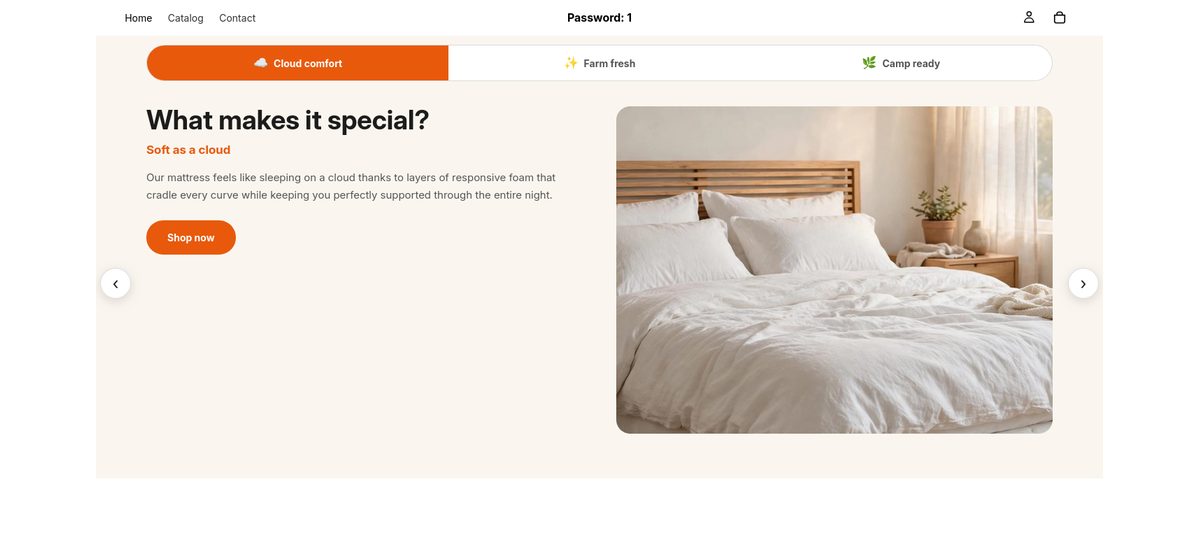 Home Catalog Contact
Password: 1
Cloud comfort
Farm fresh
Camp ready
What makes it special?
Soft as a cloud
Our mattress feels like sleeping on a cloud thanks to layers of responsive foam that
cradle every curve while keeping you perfectly supported through the entire night.
Shop now